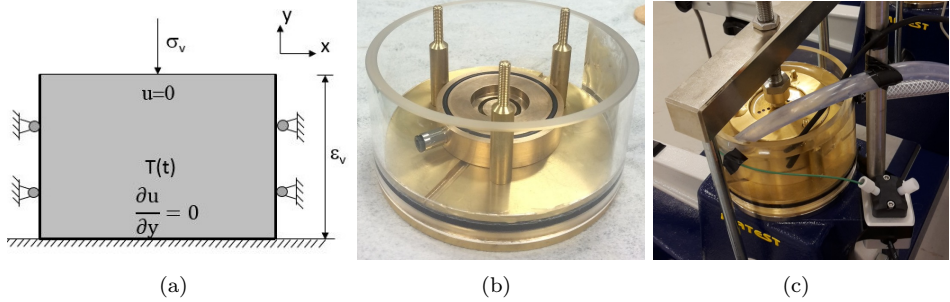 σv
y
x
u=0
εv
T(t)
∂u
∂y = 0
(a)
(b)
(c)